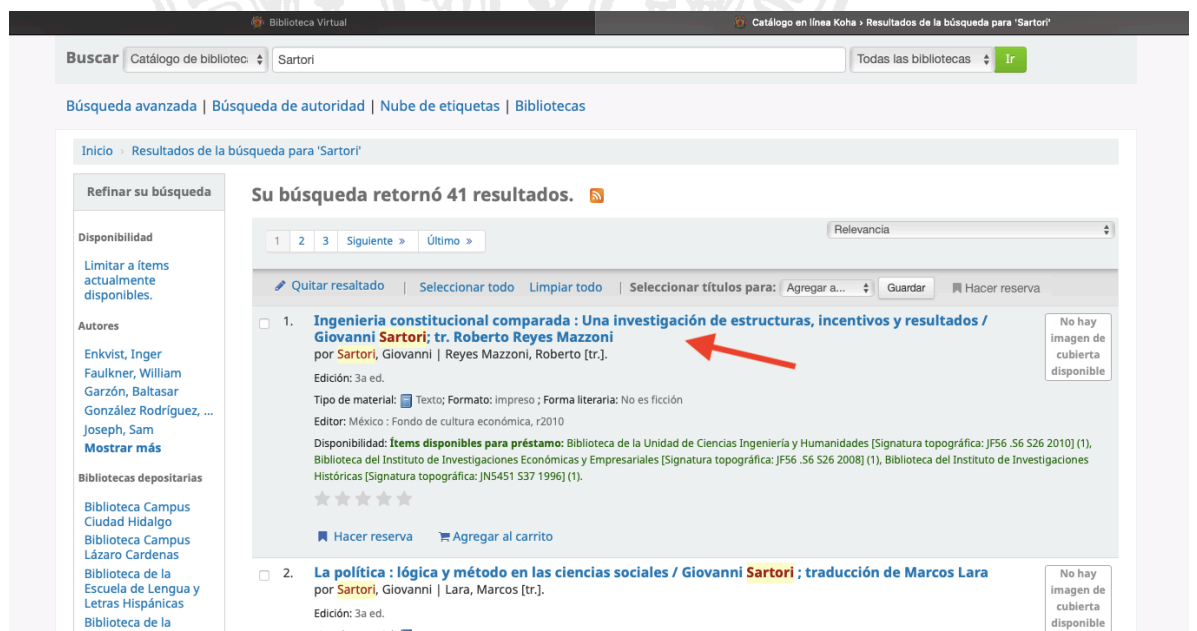 Biblioteca Virtual
Catálogo en línea Koha › Resultados de la búsqueda para 'Sartori'
Buscar
Catálogo de bibliotec
Sartori
Todas las bibliotecas
Ir
Búsqueda avanzada | Búsqueda de autoridad | Nube de etiquetas | Bibliotecas
Inicio › Resultados de la búsqueda para 'Sartori'
Refinar su búsqueda
Disponibilidad
Limitar a ítems
actualmente
disponibles.
Autores
Enkvist, Inger
Faulkner, William
Garzón, Baltasar
González Rodríguez, ...
Joseph, Sam
Mostrar más
Bibliotecas depositarias
Biblioteca Campus
Ciudad Hidalgo
Biblioteca Campus
Lázaro Cardenas
Biblioteca de la
Escuela de Lengua y
Letras Hispánicas
Biblioteca de la
Su búsqueda retornó 41 resultados.
1 2 3 Siguiente » Último »
Relevancia
Quitar resaltado | Seleccionar todo Limpiar todo | Seleccionar títulos para: Agregar a... Guardar Hacer reserva
1. Ingenieria constitucional comparada : Una investigación de estructuras, incentivos y resultados /
Giovanni Sartori; tr. Roberto Reyes Mazzoni
por Sartori, Giovanni | Reyes Mazzoni, Roberto [tr.].
Edición: 3a ed.
Tipo de material: Texto; Formato: impreso ; Forma literaria: No es ficción
Editor: México : Fondo de cultura económica, r2010
Disponibilidad: Ítems disponibles para préstamo: Biblioteca de la Unidad de Ciencias Ingeniería y Humanidades [Signatura topográfica: JF56 .S6 S26 2010] (1),
Biblioteca del Instituto de Investigaciones Económicas y Empresariales [Signatura topográfica: JF56 .S6 S26 2008] (1), Biblioteca del Instituto de Investigaciones
Históricas [Signatura topográfica: JN5451 S37 1996] (1).
Hacer reserva Agregar al carrito
No hay
imagen de
cubierta
disponible
2. La política : lógica y método en las ciencias sociales / Giovanni Sartori ; traducción de Marcos Lara
por Sartori, Giovanni | Lara, Marcos [tr.].
Edición: 3a ed.
No hay
imagen de
cubierta
disponible